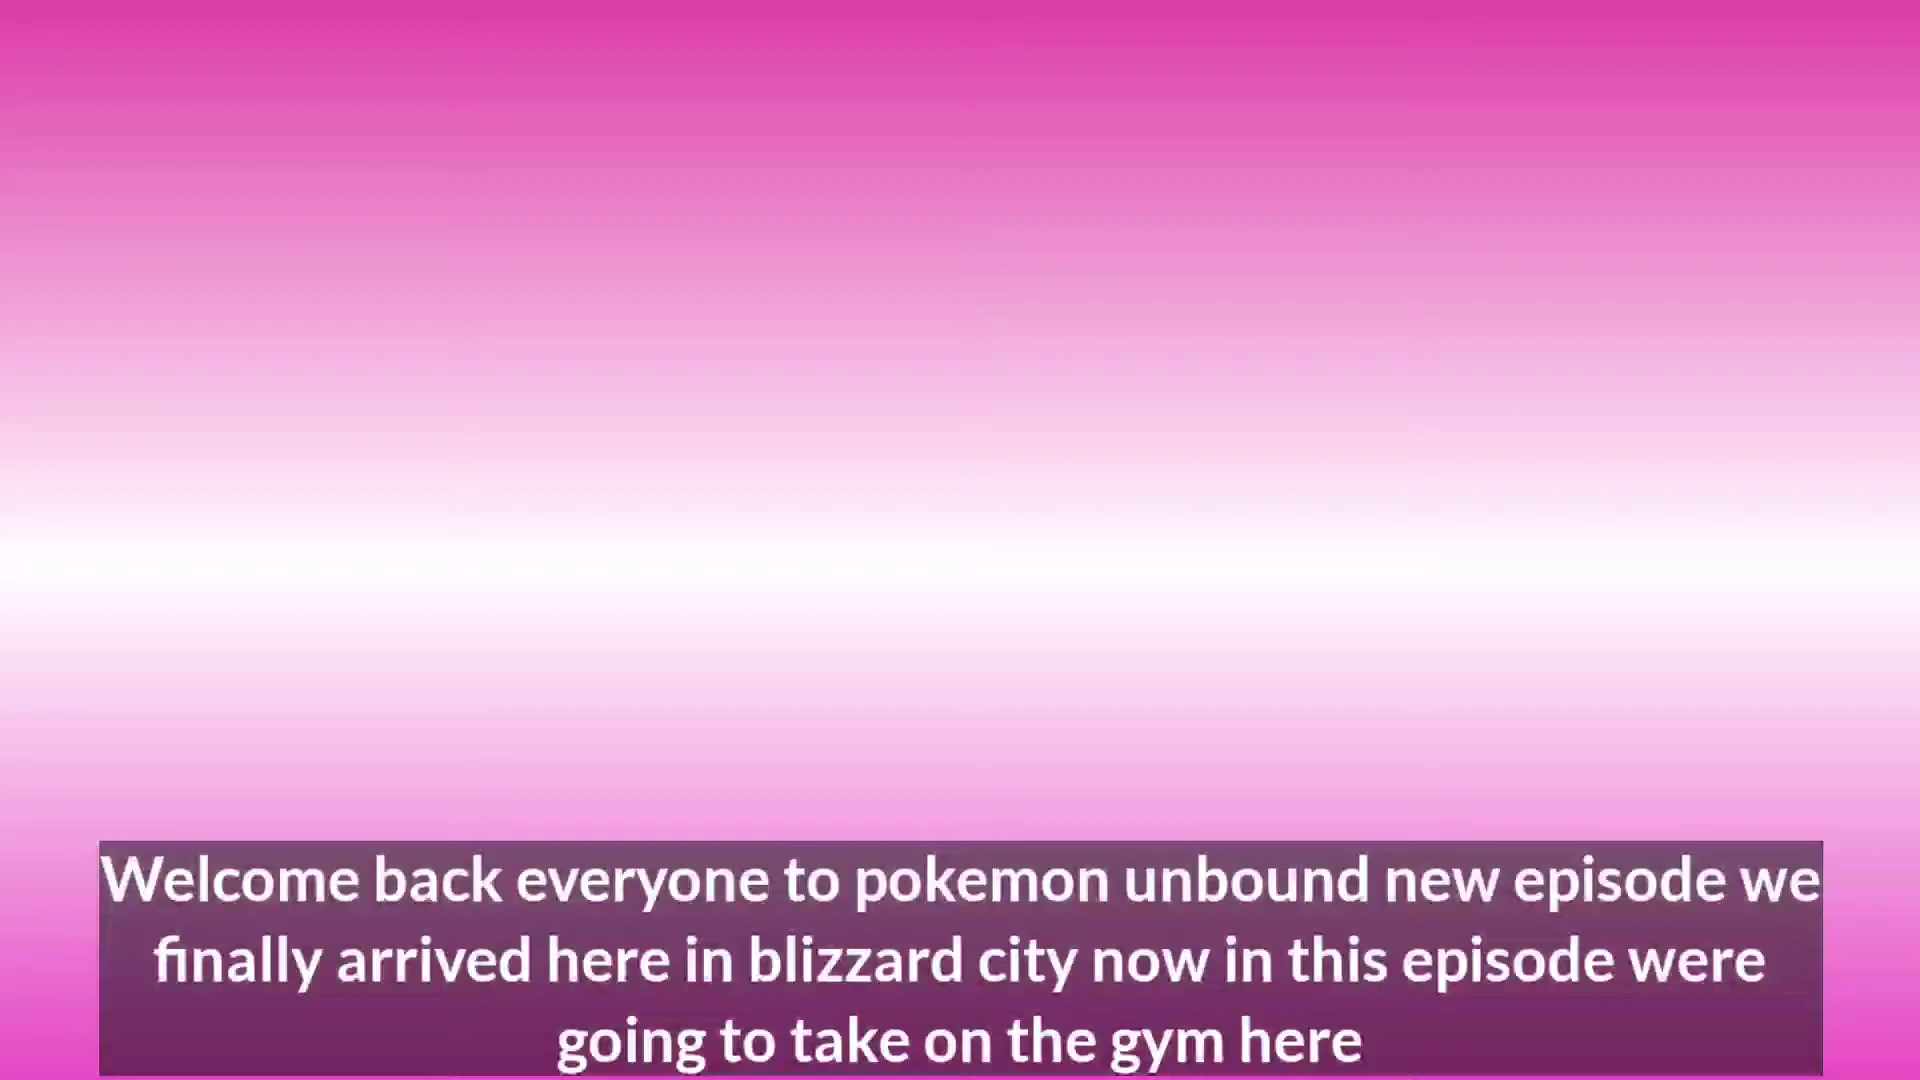 Welcome back everyone to pokemon unbound new episode we
finally arrived here in blizzard city now in this episode were
going to take on the gym here